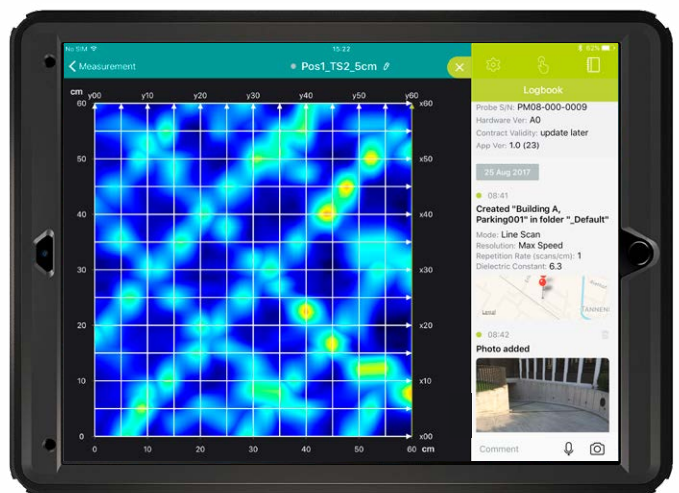 No SIM
15:22
62%
Measurement
Pos1_TS2_5cm
Logbook
cm
y00 y10 y20 y30 y40 y50 y60
60 x60
50 x50
40 x40
30 x30
20 x20
10 x10
0 x00
0 10 20 30 40 50 60 cm
Probe S/N: PM08-000-0009
Hardware Ver: A0
Contract Validity: update later
App Ver: 1.0 (23)
25 Aug 2017
08:41
Created "Building A,
Parking001" in folder "_Default"
Mode: Line Scan
Resolution: Max Speed
Repetition Rate (scans/cm): 1
Dielectric Constant: 6.3
Legal
08:42
Photo added
Comment